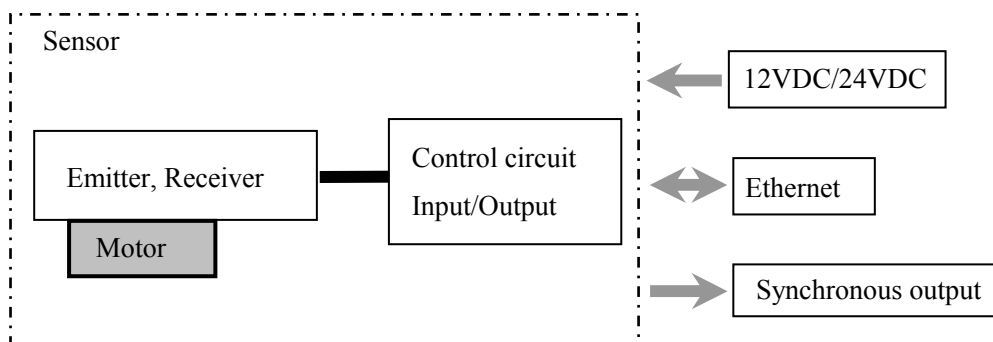 Sensor
Emitter, Receiver
Motor
Control circuit
Input/Output
12VDC/24VDC
Ethernet
Synchronous output